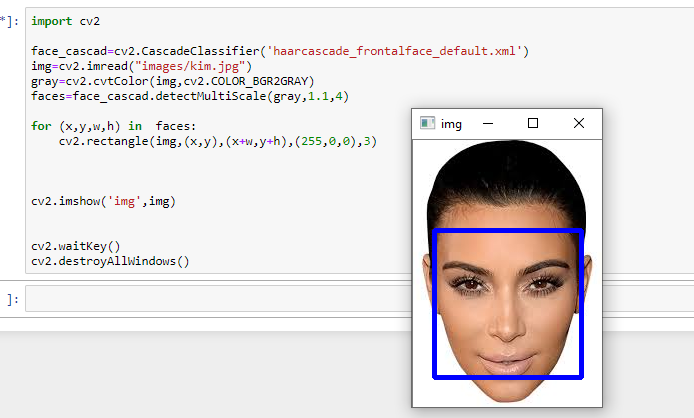 *]:
import cv2
face_cascad=cv2.CascadeClassifier('haarcascade_frontalface_default.xml')
img=cv2.imread("images/kim.jpg")
gray=cv2.cvtColor(img,cv2.COLOR_BGR2GRAY)
faces=face_cascad.detectMultiScale(gray,1.1,4)
for (x,y,w,h) in  faces:
    cv2.rectangle(img,(x,y),(x+w,y+h),(255,0,0),3)
cv2.imshow('img',img)
cv2.waitKey()
cv2.destroyAllWindows()
]:
img